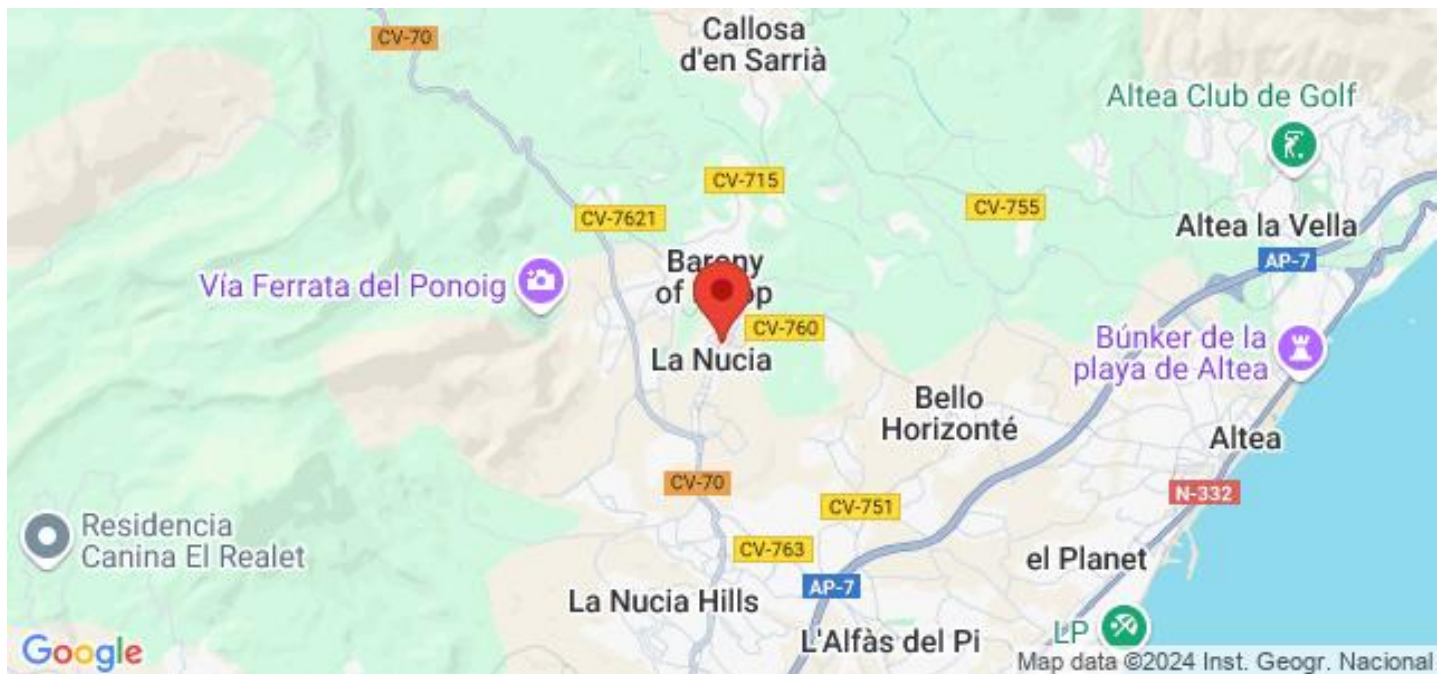 CV-70
Callosa
d'en Sarrià
Altea Club de Golf
CV-715
CV-755
CV-7621
Altea la Vella
AP-7
Barony
Vía Ferrata del Ponoig
of
CV-760
La Nucia
Búnker de la
playa de Altea
Bello
Horizonté
Altea
CV-70
N-332
CV-751
Residencia
Canina El Realet
CV-763
el Planet
AP-7
La Nucia Hills
L'Alfàs del Pi
LP
Google
Map data ©2024 Inst. Geogr. Nacional